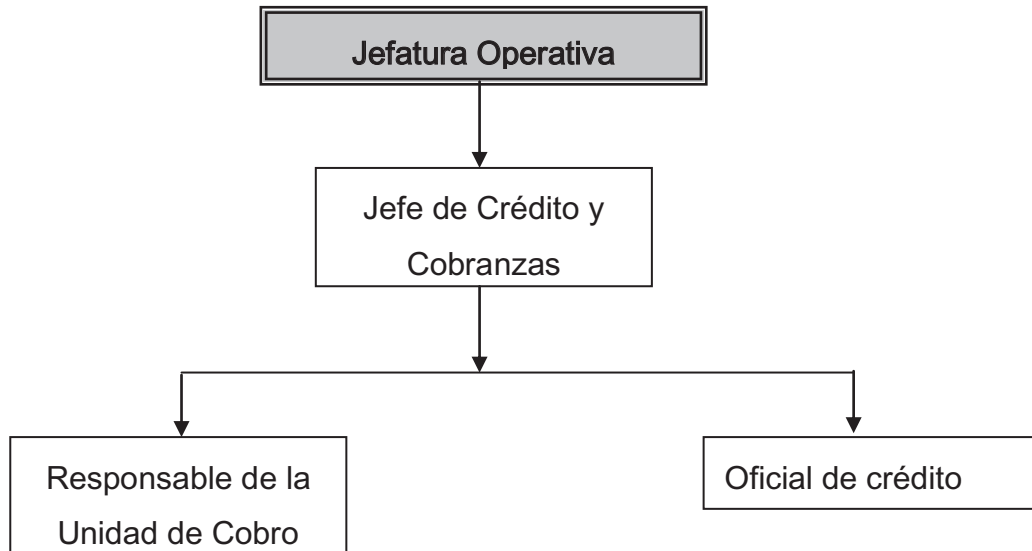 Jefatura Operativa
Jefe de Crédito y
Cobranzas
Responsable de la
Unidad de Cobro
Oficial de crédito